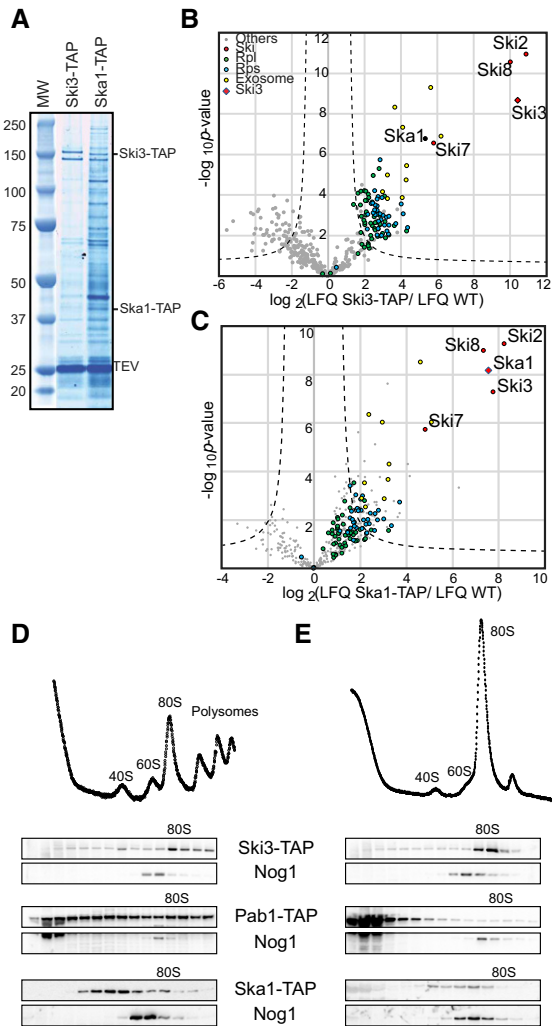 A
MW
Ski3-TAP
Ska1-TAP
250
150
100
75
50
37
25
20
Ski3-TAP
Ska1-TAP
TEV
B
Others
Ski
Rpl
Rps
Exosome
Ski3
12
10
8
6
4
2
Ski2
Ski8
Ski3
Ska1
Ski7
-log 10p-value
-6 -4 -2 0 2 4 6 8 10 12
log 2(LFQ Ski3-TAP/ LFQ WT)
C
10
8
6
4
2
Ski8
Ski2
Ska1
Ski3
Ski7
-log 10p-value
-4 -2 0 2 4 6 8 10
log 2(LFQ Ska1-TAP/ LFQ WT)
D
40S
60S
80S
Polysomes
80S
Ski3-TAP
Nog1
80S
Pab1-TAP
Nog1
80S
Ska1-TAP
Nog1
E
80S
40S
60S
80S
80S
80S